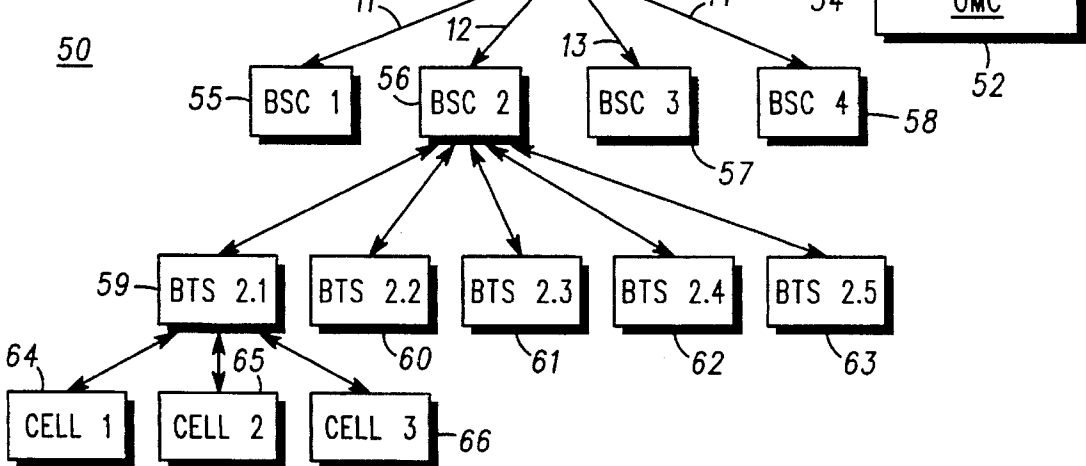 OMC
50
12
13
52
55
BSC 1
56
BSC 2
BSC 3
BSC 4
58
57
59
BTS 2.1
BTS 2.2
BTS 2.3
BTS 2.4
BTS 2.5
60
61
62
63
64
65
CELL 1
CELL 2
CELL 3
66